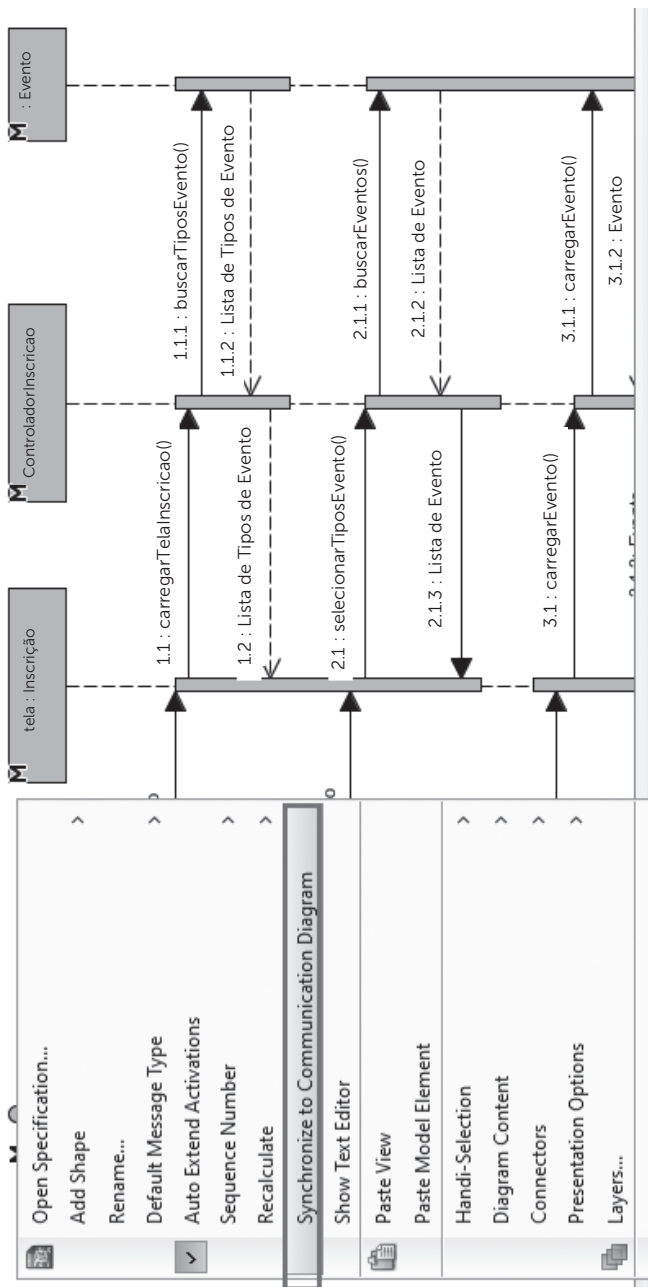 Open Specification...
Add Shape
Rename...
Default Message Type
Auto Extend Activations
Sequence Number
Recalculate
Synchronize to Communication Diagram
Show Text Editor
Paste View
Paste Model Element
Handi-Selection
Diagram Content
Connectors
Presentation Options
Layers...
M
tela : Inscrição
M
ControladorInscricao
M
: Evento
1.1 : carregarTelaInscricao()
1.1.1 : buscarTiposEvento()
1.1.2 : Lista de Tipos de Evento
1.2 : Lista de Tipos de Evento
2.1 : selecionarTiposEvento()
2.1.1 : buscarEventos()
2.1.2 : Lista de Evento
2.1.3 : Lista de Evento
3.1 : carregarEvento()
3.1.1 : carregarEvento()
3.1.2 : Evento